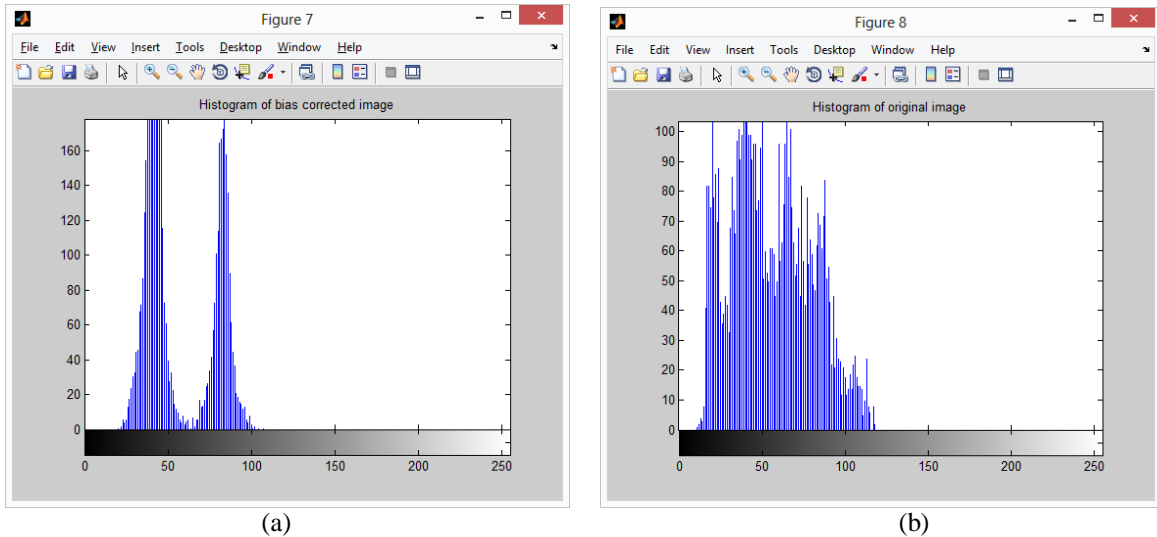 Figure 7
File Edit View Insert Tools Desktop Window Help
Histogram of bias corrected image
160
140
120
100
80
60
40
20
0
0 50 100 150 200 250
(a)
Figure 8
File Edit View Insert Tools Desktop Window Help
Histogram of original image
100
90
80
70
60
50
40
30
20
10
0
0 50 100 150 200 250
(b)